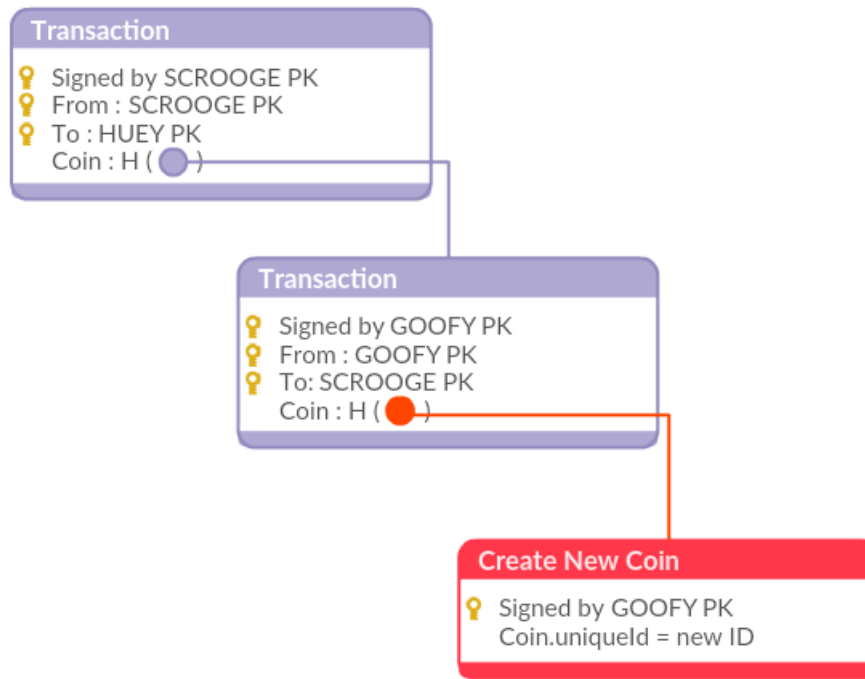 Transaction
Signed by SCROOGE PK
From : SCROOGE PK
To : HUEY PK
Coin : H ( )
Transaction
Signed by GOOFY PK
From : GOOFY PK
To: SCROOGE PK
Coin : H ( )
Create New Coin
Signed by GOOFY PK
Coin.uniqueId = new ID